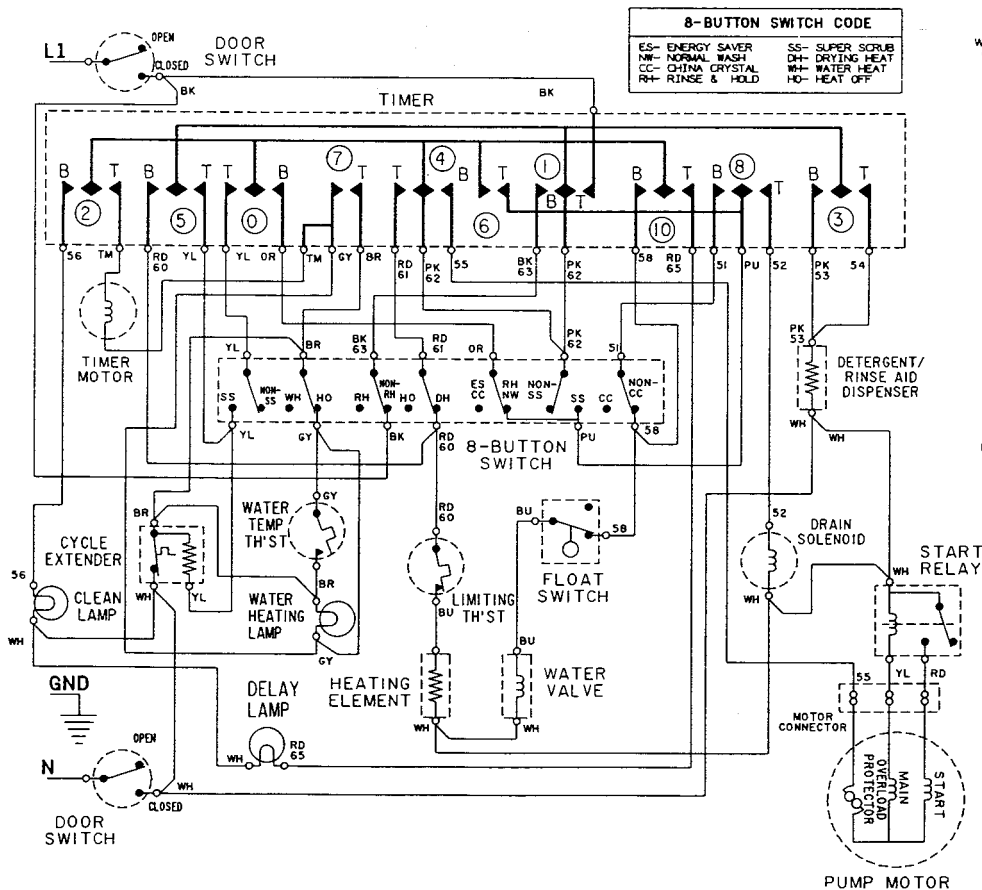 8-BUTTON SWITCH CODE
ES- ENERGY SAVER SS- SUPER SCRUB
NW- NORMAL WASH DH- DRYING HEAT
CC- CHINA CRYSTAL WH- WATER HEAT
RH- RINSE & HOLD HO- HEAT OFF
W
L1
OPEN
CLOSED
DOOR
SWITCH
BK
BK
TIMER
7 4 1 8
B T B T T B T T B T B T B T B T B T
2 5 0 6 10 3
56 TM RD 60 YL YL OR TM GY BR RD 61 PK 62 55 BK 63 PK 62 58 RD 65 51 PU 52 PK 53 54
TIMER
MOTOR
YL BR BK 63 RD 61 OR PK 62 51 PK 53
SS NON-SS WH HO RH NON-RH HO DH ES CC RH NW NON-SS SS CC NON-CC
YL GY BK RD 60 PU 58
8-BUTTON
SWITCH
DETERGENT/
RINSE AID
DISPENSER
WH WH
GY
WATER
TEMP
TH'ST
BR
RD 60
BU
58
FLOAT
SWITCH
52
DRAIN
SOLENOID
WH
BR
CYCLE
EXTENDER
WH YL
56
CLEAN
LAMP
WH
BR
WATER
HEATING
LAMP
GY
LIMITING
TH'ST
BU
BU
WH
START
RELAY
YL RD
HEATING
ELEMENT
WH
WATER
VALVE
WH
GND
DELAY
LAMP
WH RD 65
55
MOTOR
CONNECTOR
N
OPEN
CLOSED
WH
DOOR
SWITCH
OVERLOAD
PROTECTOR
MAIN
START
PUMP MOTOR